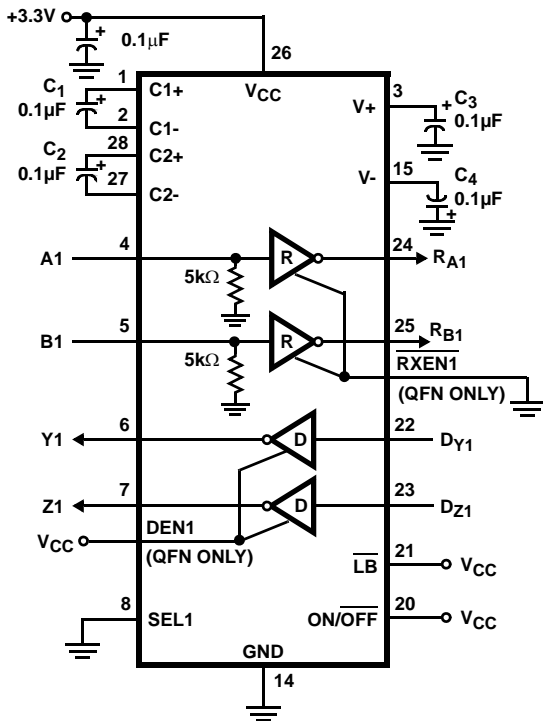 +3.3V
0.1µF
26
1
C1
0.1µF
C1+
VCC
3
V+
C3
0.1µF
2
C1-
28
C2
0.1µF
C2+
27
C2-
15
V-
C4
0.1µF
A1
4
R
24
RA1
5kΩ
B1
5
R
25
RB1
5kΩ
RXEN1
(QFN ONLY)
Y1
6
D
22
DY1
Z1
7
D
23
DZ1
VCC
DEN1
(QFN ONLY)
21
LB
VCC
8
SEL1
20
ON/OFF
VCC
GND
14